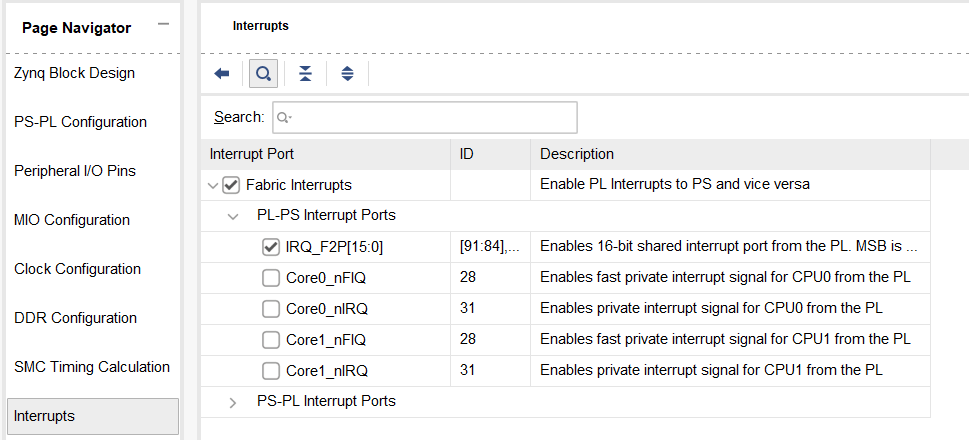 Page Navigator
Zynq Block Design
PS-PL Configuration
Peripheral I/O Pins
MIO Configuration
Clock Configuration
DDR Configuration
SMC Timing Calculation
Interrupts
Interrupts
Search:
Interrupt Port ID Description
Fabric Interrupts Enable PL Interrupts to PS and vice versa
PL-PS Interrupt Ports
IRQ_F2P[15:0] [91:84],... Enables 16-bit shared interrupt port from the PL. MSB is ...
Core0_nFIQ 28 Enables fast private interrupt signal for CPU0 from the PL
Core0_nIRQ 31 Enables private interrupt signal for CPU0 from the PL
Core1_nFIQ 28 Enables fast private interrupt signal for CPU1 from the PL
Core1_nIRQ 31 Enables private interrupt signal for CPU1 from the PL
PS-PL Interrupt Ports